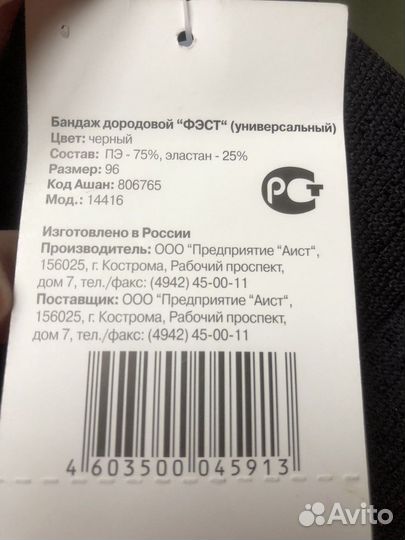 Бандаж дородовой "ФЭСТ" (универсальный)
Цвет: черный
Состав: ПЭ - 75%, эластан - 25%
Размер: 96
Код Ашан: 806765
Мод.: 14416
РСТ
Изготовлено в России
Производитель: ООО "Предприятие "Аист",
156025, г. Кострома, Рабочий проспект,
дом 7, тел./факс: (4942) 45-00-11
Поставщик: ООО "Предприятие "Аист",
156025, г. Кострома, Рабочий проспект,
дом 7, тел./факс: (4942) 45-00-11
4 603500 045913
Avito